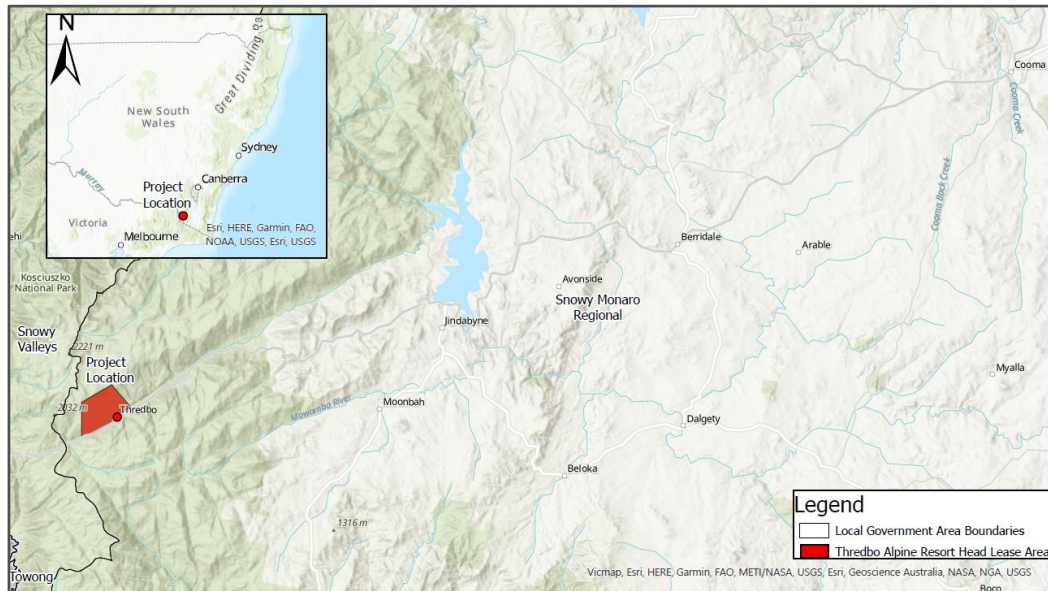 N
Great Dividing Ra
New South
Wales
Sydney
Canberra
Murray
Project
Location
Victoria
Melbourne
Esri, HERE, Garmin, FAO,
NOAA, USGS, Esri, USGS
Cooma
Cooma Creek
Cooma Back Creek
Berridale
Arable
ehi
Kosciuszko
National Park
Avonside
Snowy Monaro
Regional
Snowy
Valleys
2221 m
Jindabyne
Project
Location
Myalla
2032 m
Thredbo
Mowamba River
Moonbah
Dalgety
Beloka
1316 m
Legend
Local Government Area Boundaries
Thredbo Alpine Resort Head Lease Area
Towong
Vicmap, Esri, HERE, Garmin, FAO, METI/NASA, USGS, Esri, Geoscience Australia, NASA, NGA, USGS
Boco